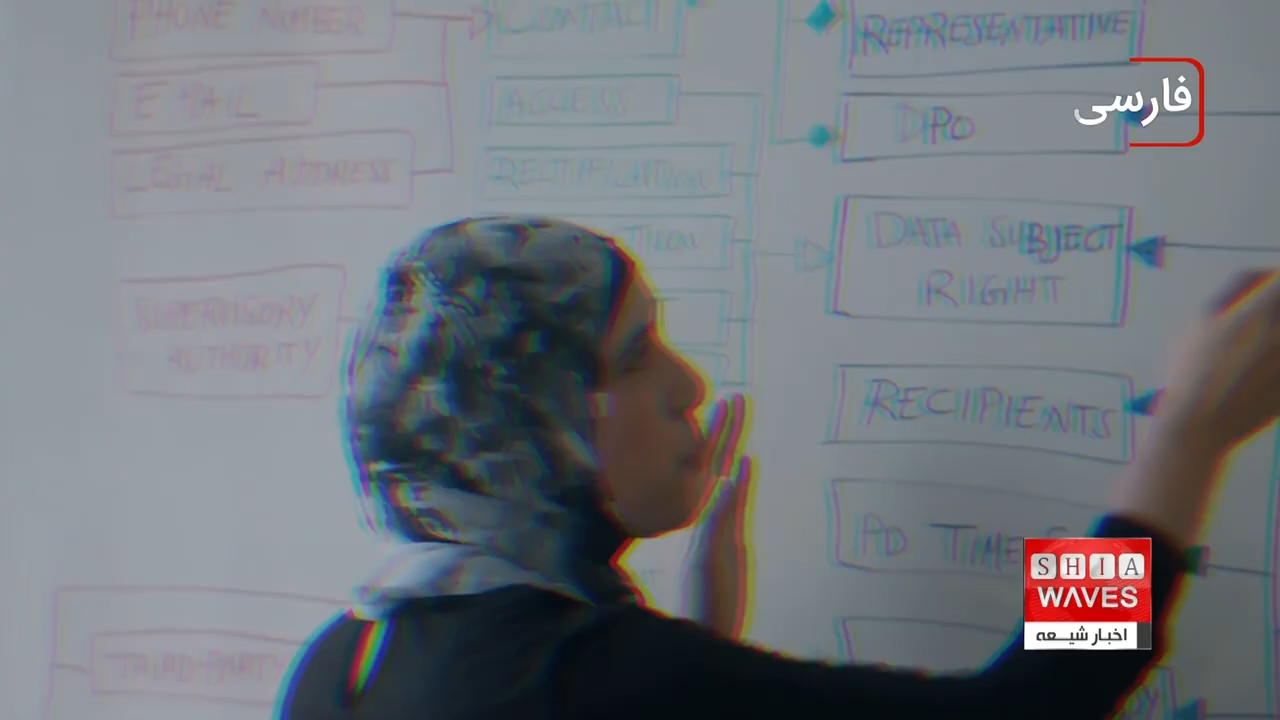 PHONE NUMBER
EMAIL
LEGAL ADDRESS
SUPERVISORY
AUTHORITY
THIRD PARTY
CONTACT
ACCESS
RECTIFICATION
REPRESENTATIVE
DPO
DATA SUBJECT
RIGHT
RECIPIENTS
فارسی
SHIA
WAVES
اخبار شیعه